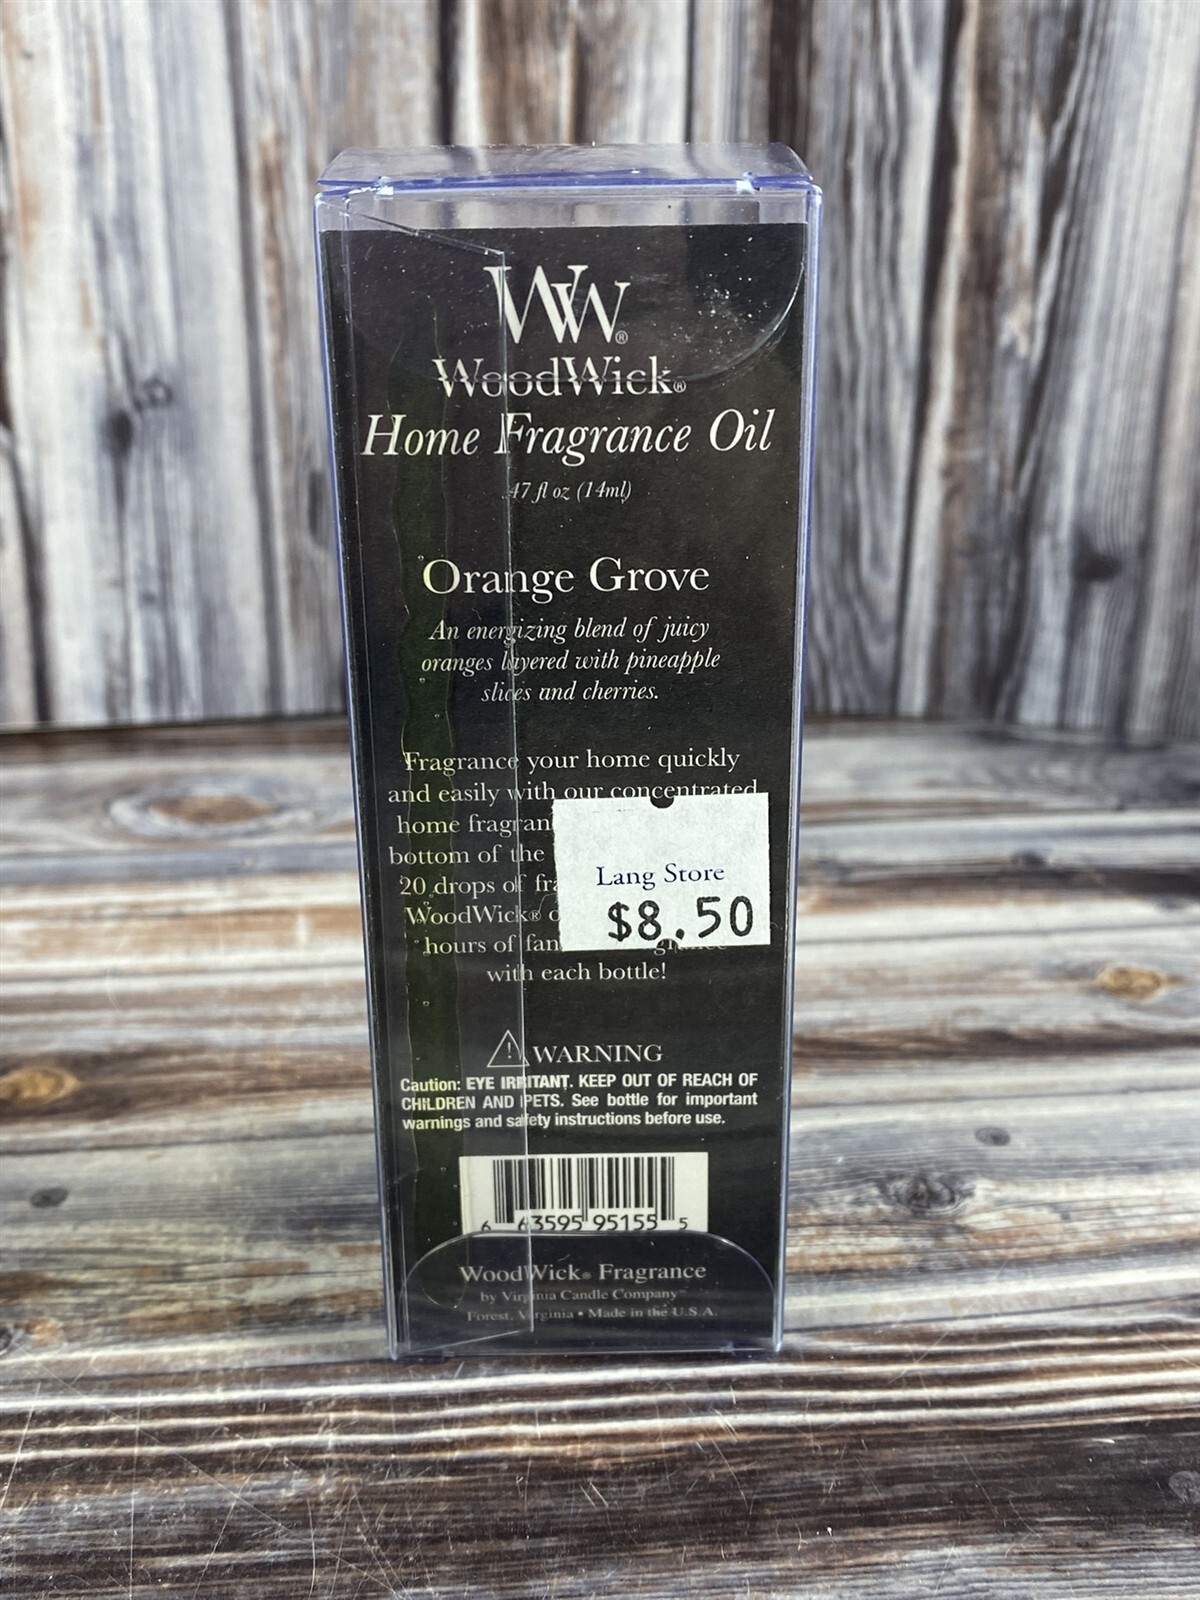 WW®
WoodWick®
Home Fragrance Oil
.47 fl oz (14ml)
Orange Grove
An energizing blend of juicy
oranges layered with pineapple
slices and cherries.
Fragrance your home quickly
and easily with our concentrated
home
bottom of the
20 drops of
WoodWick®
hours of
with each bottle!
Lang Store
$8.50
WARNING
Caution: EYE IRRITANT. KEEP OUT OF REACH OF
CHILDREN AND PETS. See bottle for important
warnings and safety instructions before use.
6 63595 95155 5
WoodWick® Fragrance
by Virginia Candle Company™
Forest, Virginia • Made in the U.S.A.